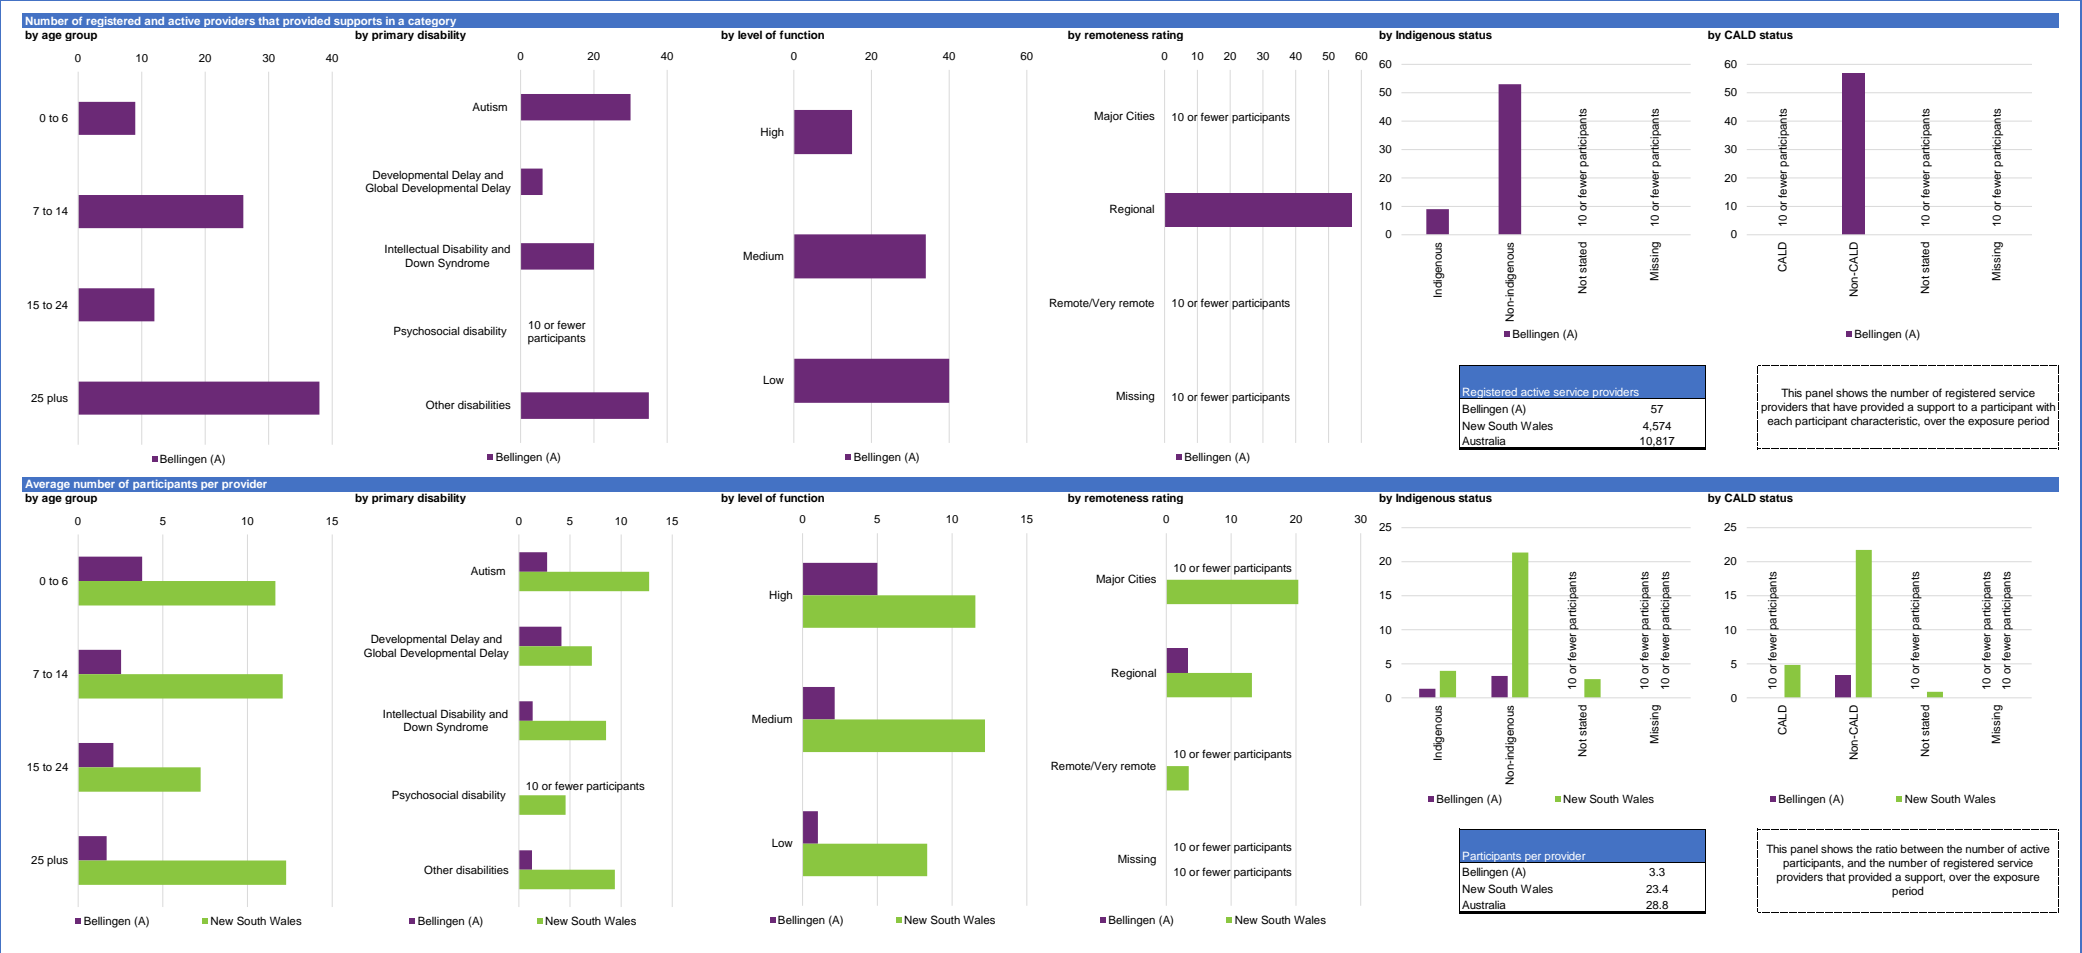 Number of registered and active providers that provided supports in a category
by age group
0 10 20 30 40
0 to 6
7 to 14
15 to 24
25 plus
Bellingen (A)
by primary disability
0 20 40
Autism
Developmental Delay and
Global Developmental Delay
Intellectual Disability and
Down Syndrome
Psychosocial disability
10 or fewer
participants
Other disabilities
Bellingen (A)
by level of function
0 20 40 60
High
Medium
Low
Bellingen (A)
by remoteness rating
0 10 20 30 40 50 60
Major Cities
10 or fewer participants
Regional
Remote/Very remote
10 or fewer participants
Missing
10 or fewer participants
Bellingen (A)
by Indigenous status
60
50
40
30
20
10
0
10 or fewer participants
10 or fewer participants
Indigenous
Non-indigenous
Not stated
Missing
Bellingen (A)
by CALD status
60
50
40
30
20
10
0
10 or fewer participants
10 or fewer participants
10 or fewer participants
CALD
Non-CALD
Not stated
Missing
Bellingen (A)
Registered active service providers
Bellingen (A) 57
New South Wales 4,574
Australia 10,817
This panel shows the number of registered service
providers that have provided a support to a participant with
each participant characteristic, over the exposure period
Average number of participants per provider
by age group
0 5 10 15
0 to 6
7 to 14
15 to 24
25 plus
Bellingen (A) New South Wales
by primary disability
0 5 10 15
Autism
Developmental Delay and
Global Developmental Delay
Intellectual Disability and
Down Syndrome
Psychosocial disability
10 or fewer participants
Other disabilities
Bellingen (A) New South Wales
by level of function
0 5 10 15
High
Medium
Low
Bellingen (A) New South Wales
by remoteness rating
0 10 20 30
Major Cities
10 or fewer participants
Regional
Remote/Very remote
10 or fewer participants
Missing
10 or fewer participants
10 or fewer participants
Bellingen (A) New South Wales
by Indigenous status
25
20
15
10
5
0
10 or fewer participants
10 or fewer participants
10 or fewer participants
Indigenous
Non-indigenous
Not stated
Missing
Bellingen (A) New South Wales
by CALD status
25
20
15
10
5
0
10 or fewer participants
10 or fewer participants
10 or fewer participants
10 or fewer participants
CALD
Non-CALD
Not stated
Missing
Bellingen (A) New South Wales
Participants per provider
Bellingen (A) 3.3
New South Wales 23.4
Australia 28.8
This panel shows the ratio between the number of active
participants, and the number of registered service
providers that provided a support, over the exposure
period